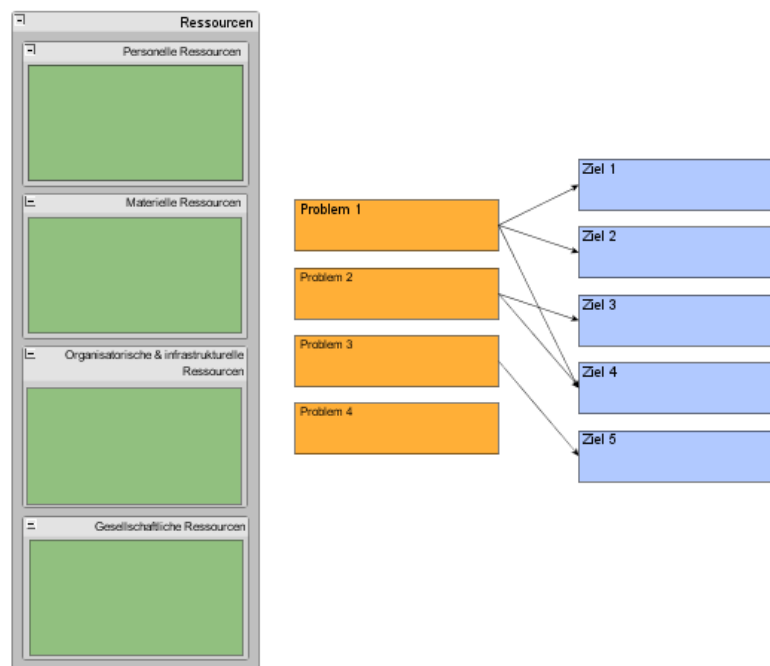 Ressourcen
Personelle Ressourcen
Materielle Ressourcen
Organisatorische & infrastrukturelle
Ressourcen
Gesellschaftliche Ressourcen
Problem 1
Problem 2
Problem 3
Problem 4
Ziel 1
Ziel 2
Ziel 3
Ziel 4
Ziel 5